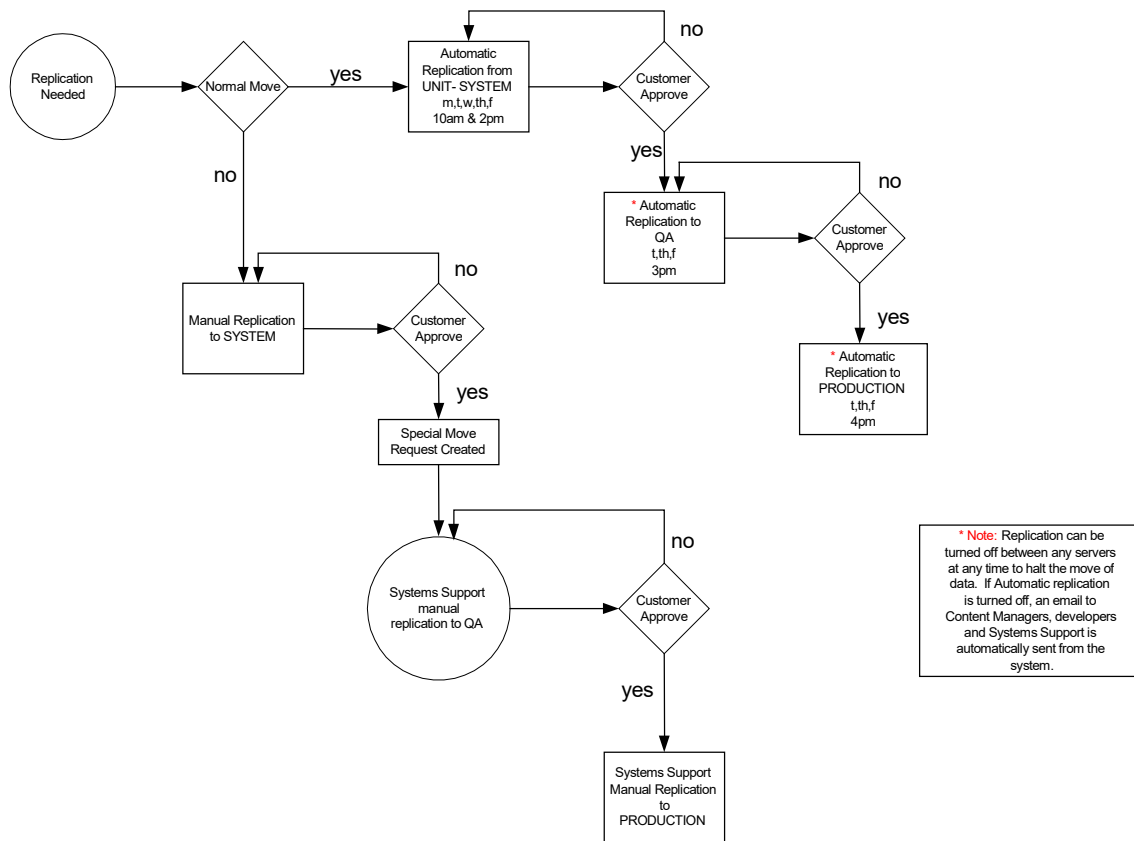 Replication
Needed
Normal Move
yes
Automatic
Replication from
UNIT- SYSTEM
m,t,w,th,f
10am & 2pm
no
Customer
Approve
yes
no
* Automatic
Replication to
QA
t,th,f
3pm
no
Customer
Approve
yes
* Automatic
Replication to
PRODUCTION
t,th,f
4pm
no
Manual Replication
to SYSTEM
Customer
Approve
yes
Special Move
Request Created
no
Systems Support
manual
replication to QA
Customer
Approve
yes
Systems Support
Manual Replication
to
PRODUCTION
* Note: Replication can be
turned off between any servers
at any time to halt the move of
data. If Automatic replication
is turned off, an email to
Content Managers, developers
and Systems Support is
automatically sent from the
system.